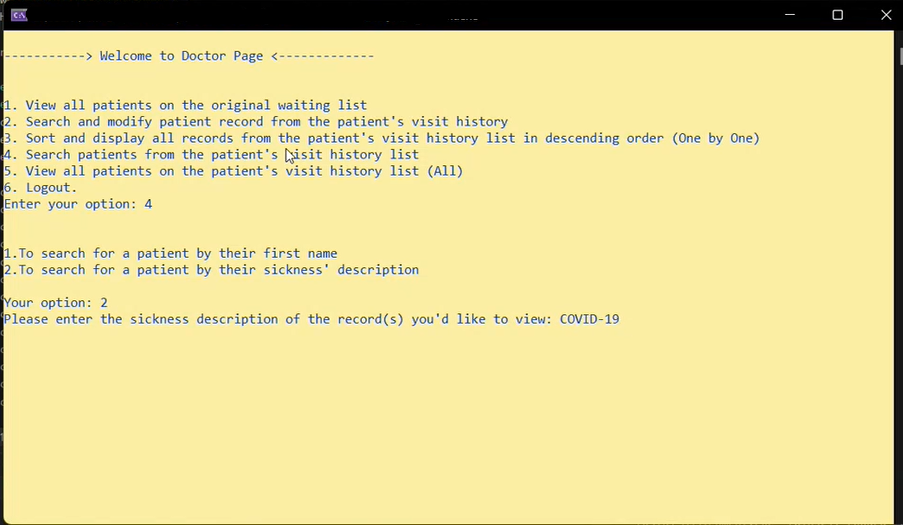 -----------> Welcome to Doctor Page <-------------
1. View all patients on the original waiting list
2. Search and modify patient record from the patient's visit history
3. Sort and display all records from the patient's visit history list in descending order (One by One)
4. Search patients from the patient's visit history list
5. View all patients on the patient's visit history list (All)
6. Logout.
Enter your option: 4
1.To search for a patient by their first name
2.To search for a patient by their sickness' description
Your option: 2
Please enter the sickness description of the record(s) you'd like to view: COVID-19